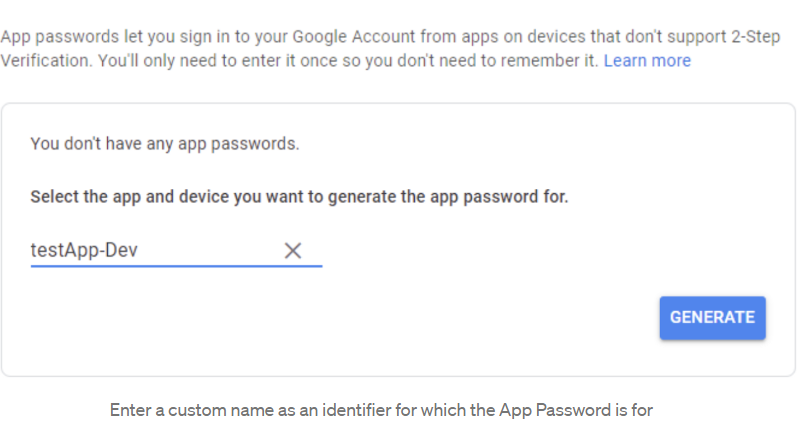 App passwords let you sign in to your Google Account from apps on devices that don't support 2-Step
Verification. You'll only need to enter it once so you don't need to remember it. Learn more
You don't have any app passwords.
Select the app and device you want to generate the app password for.
testApp-Dev
GENERATE
Enter a custom name as an identifier for which the App Password is for